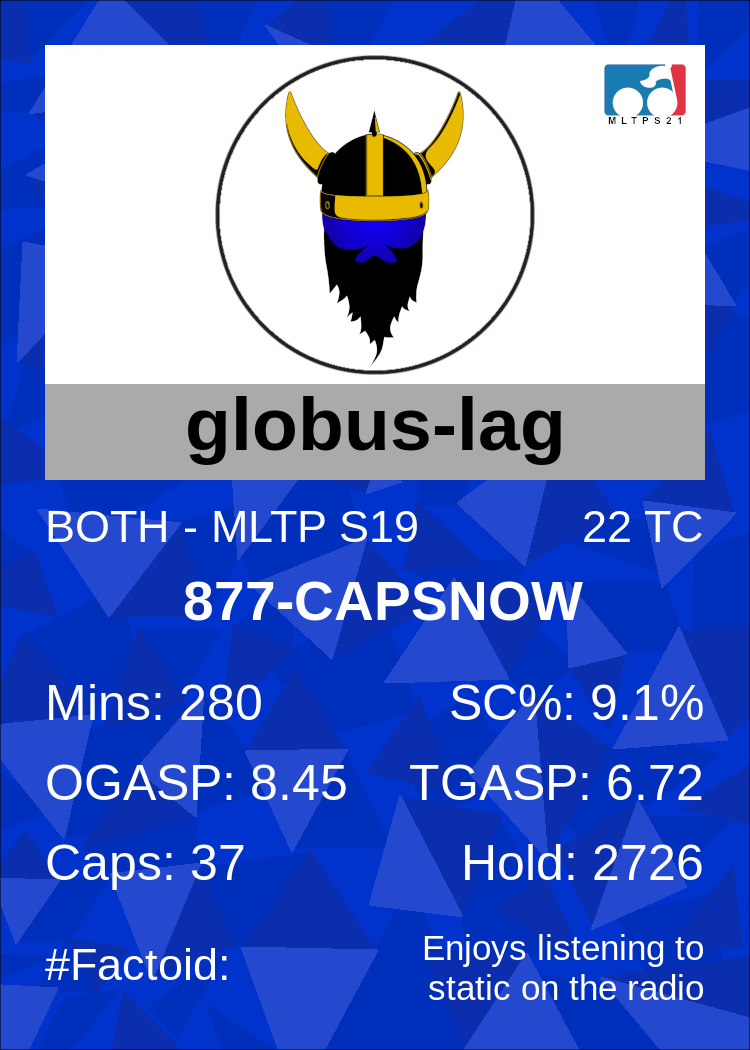 MLTPS21
globus-lag
BOTH - MLTP S19 22 TC
877-CAPSNOW
Mins: 280 SC%: 9.1%
OGASP: 8.45 TGASP: 6.72
Caps: 37 Hold: 2726
#Factoid: Enjoys listening to
static on the radio